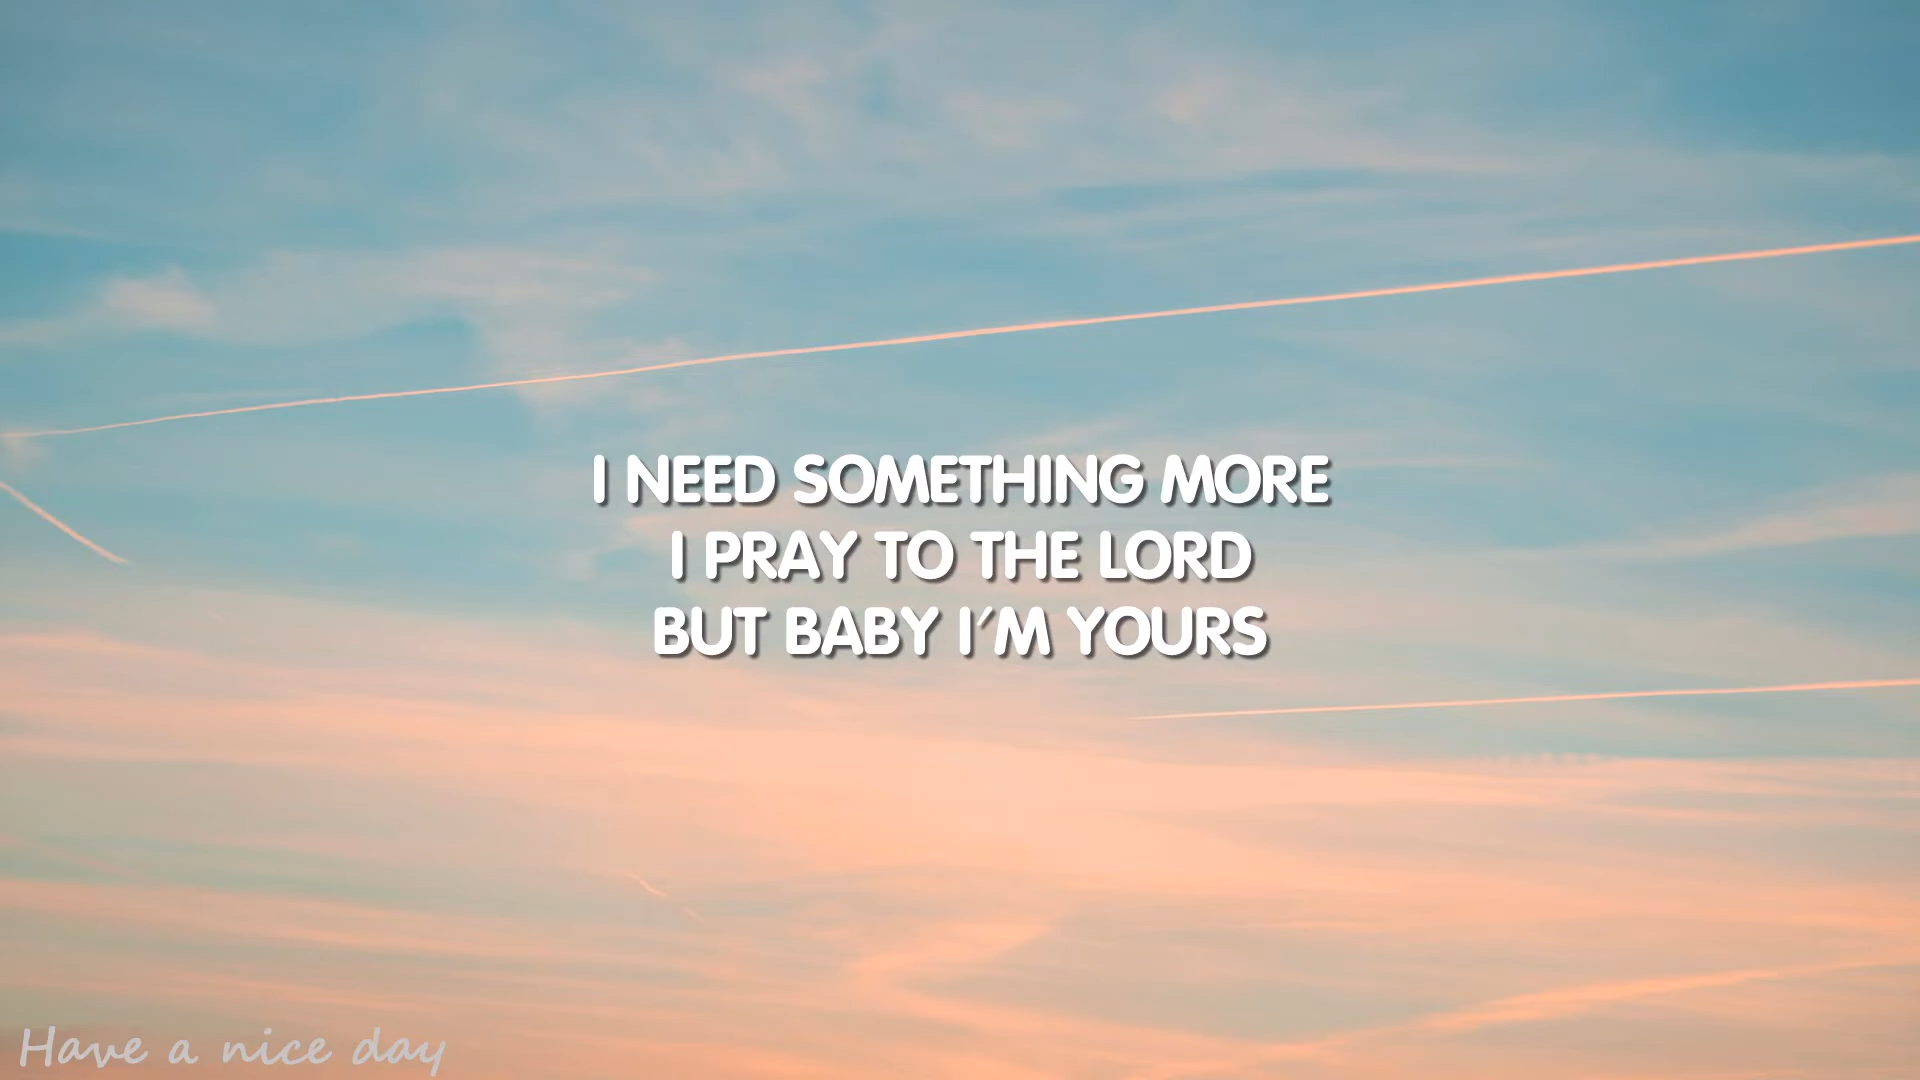 I NEED SOMETHING MORE
I PRAY TO THE LORD
BUT BABY I'M YOURS
Have a nice day